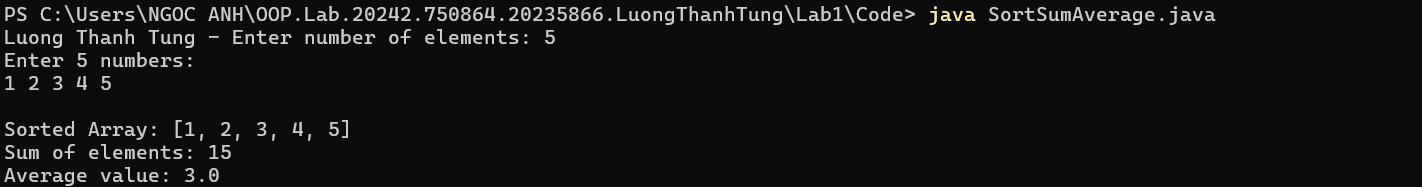 PS C:\Users\NGOC ANH\OOP.Lab.20242.750864.20235866.LuongThanhTung\Lab1\Code> java SortSumAverage.java
Luong Thanh Tung - Enter number of elements: 5
Enter 5 numbers:
1 2 3 4 5
Sorted Array: [1, 2, 3, 4, 5]
Sum of elements: 15
Average value: 3.0